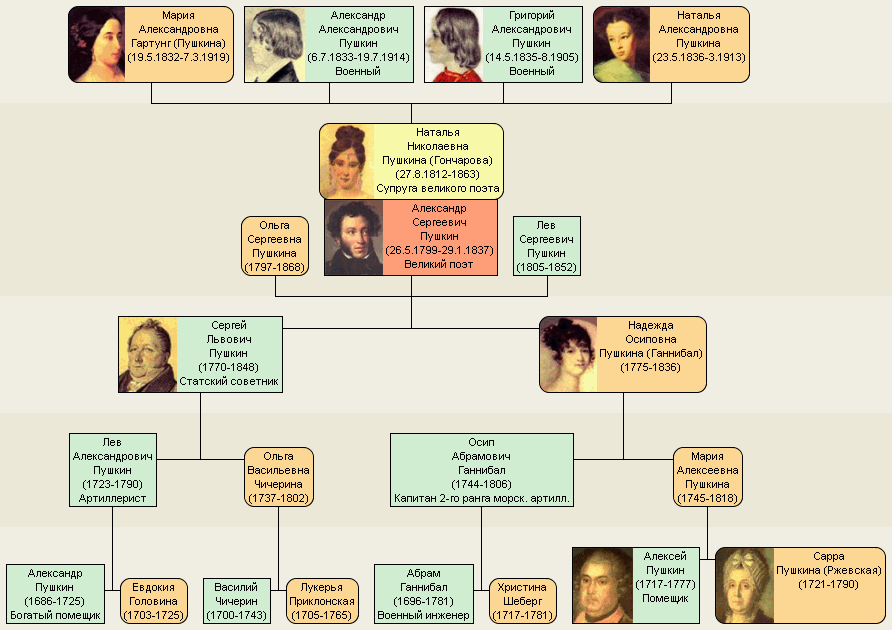 Мария
Александровна
Гартунг (Пушкина)
(19.5.1832-7.3.1919)
Александр
Александрович
Пушкин
(6.7.1833-19.7.1914)
Военный
Григорий
Александрович
Пушкин
(14.5.1835-8.1905)
Военный
Наталья
Александровна
Пушкина
(23.5.1836-3.1913)
Наталья
Николаевна
Пушкина (Гончарова)
(27.8.1812-1863)
Супруга великого поэта
Ольга
Сергеевна
Пушкина
(1797-1868)
Александр
Сергеевич
Пушкин
(26.5.1799-29.1.1837)
Великий поэт
Лев
Сергеевич
Пушкин
(1805-1852)
Сергей
Львович
Пушкин
(1770-1848)
Статский советник
Надежда
Осиповна
Пушкина (Ганнибал)
(1775-1836)
Лев
Александрович
Пушкин
(1723-1790)
Артиллерист
Ольга
Васильевна
Чичерина
(1737-1802)
Осип
Абрамович
Ганнибал
(1744-1806)
Капитан 2-го ранга морск. артилл.
Мария
Алексеевна
Пушкина
(1745-1818)
Александр
Пушкин
(1686-1725)
Богатый помещик
Евдокия
Головина
(1703-1725)
Василий
Чичерин
(1700-1743)
Лукерья
Приклонская
(1705-1765)
Абрам
Ганнибал
(1696-1781)
Военный инженер
Христина
Шеберг
(1717-1781)
Алексей
Пушкин
(1717-1777)
Помещик
Сарра
Пушкина (Ржевская)
(1721-1790)